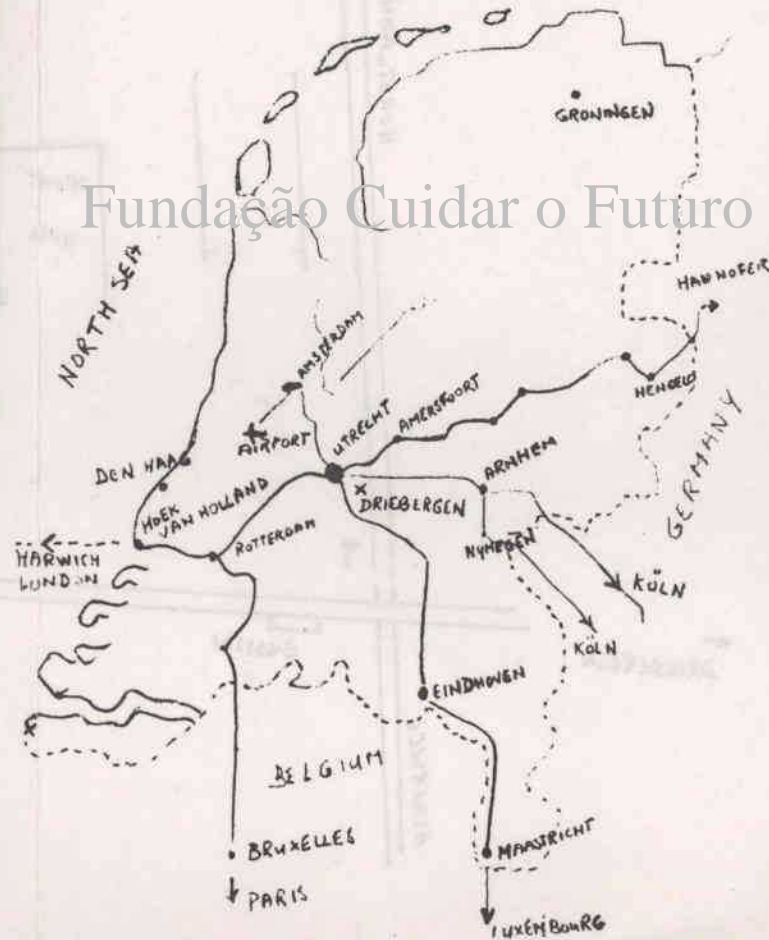 GRONINGEN
Fundação Cuidar o Futuro
HANNOFER
NORTH SEA
AMSTERDAM
AIRPORT
UTRECHT
AMERSFOORT
HENGELO
GERMANY
DEN HAAG
HOEK
VAN HOLLAND
ARNHEM
DRIEBERGEN
ROTTERDAM
NYMEGEN
HARWICH
LONDON
KÖLN
KÖLN
EINDHOVEN
BELGIUM
BRUXELLES
MAASTRICHT
PARIS
LUXEMBOURG